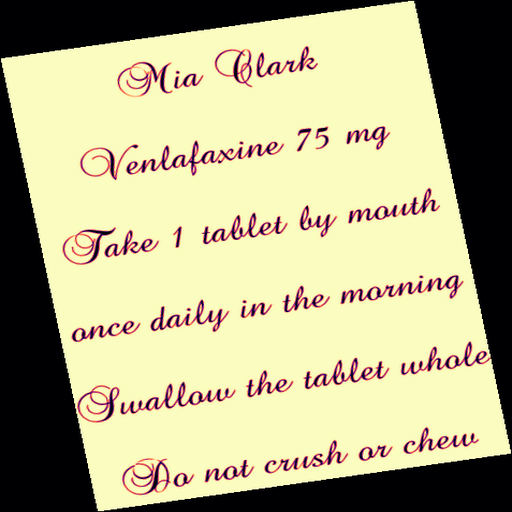 Mia Clark
Venlafaxine 75 mg
Take 1 tablet by mouth
once daily in the morning
Swallow the tablet whole
Do not crush or chew